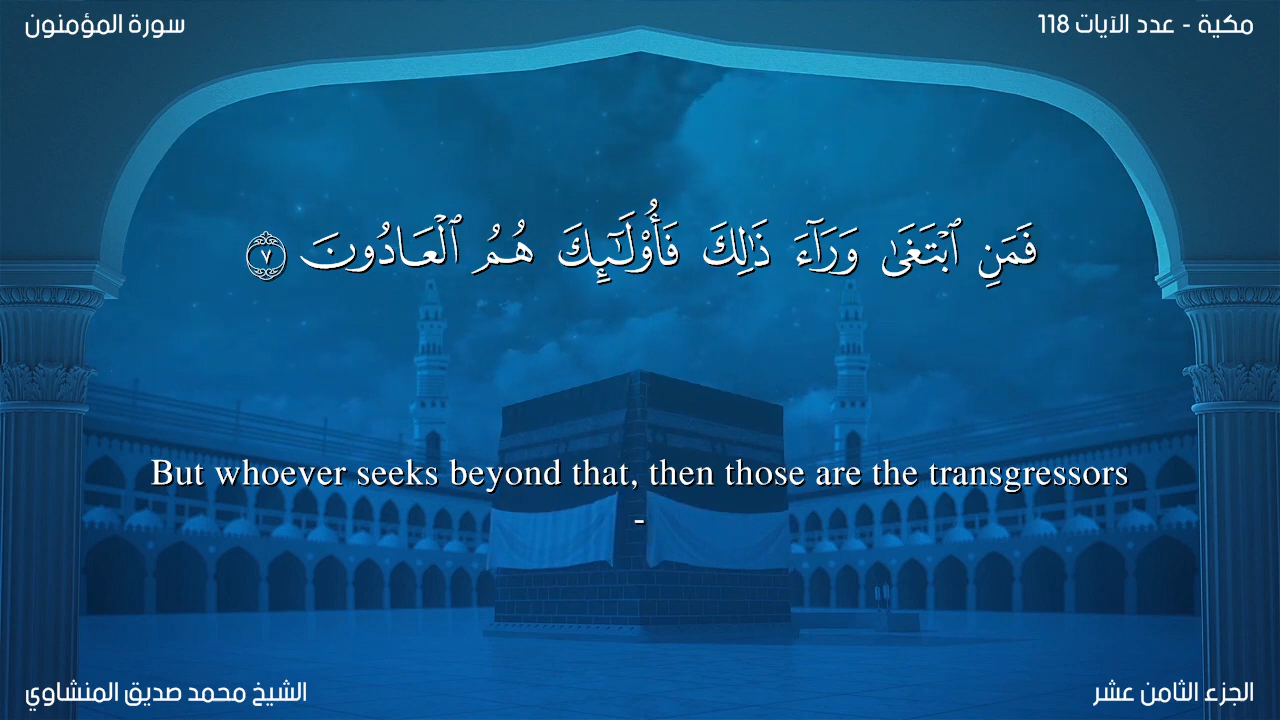 سورة المؤمنون
مكية - عدد الآيات 118
فَمَنِ ٱبْتَغَىٰ وَرَآءَ ذَٰلِكَ فَأُو۟لَـٰٓئِكَ هُمُ ٱلْعَادُونَ ٧
But whoever seeks beyond that, then those are the transgressors
-
الشيخ محمد صديق المنشاوي
الجزء الثامن عشر